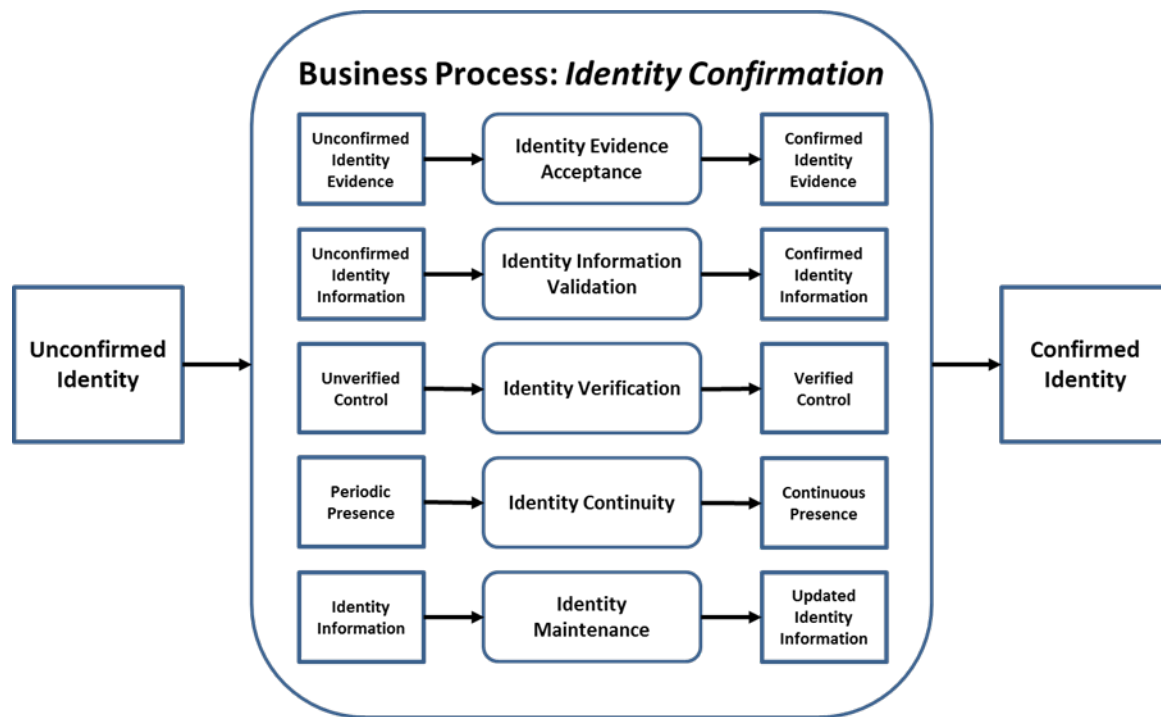 Business Process: Identity Confirmation
Unconfirmed
Identity
Evidence
Identity Evidence
Acceptance
Confirmed
Identity
Evidence
Unconfirmed
Identity
Information
Identity Information
Validation
Confirmed
Identity
Information
Unconfirmed
Identity
Unverified
Control
Identity Verification
Verified
Control
Confirmed
Identity
Periodic
Presence
Identity Continuity
Continuous
Presence
Identity
Information
Identity
Maintenance
Updated
Identity
Information